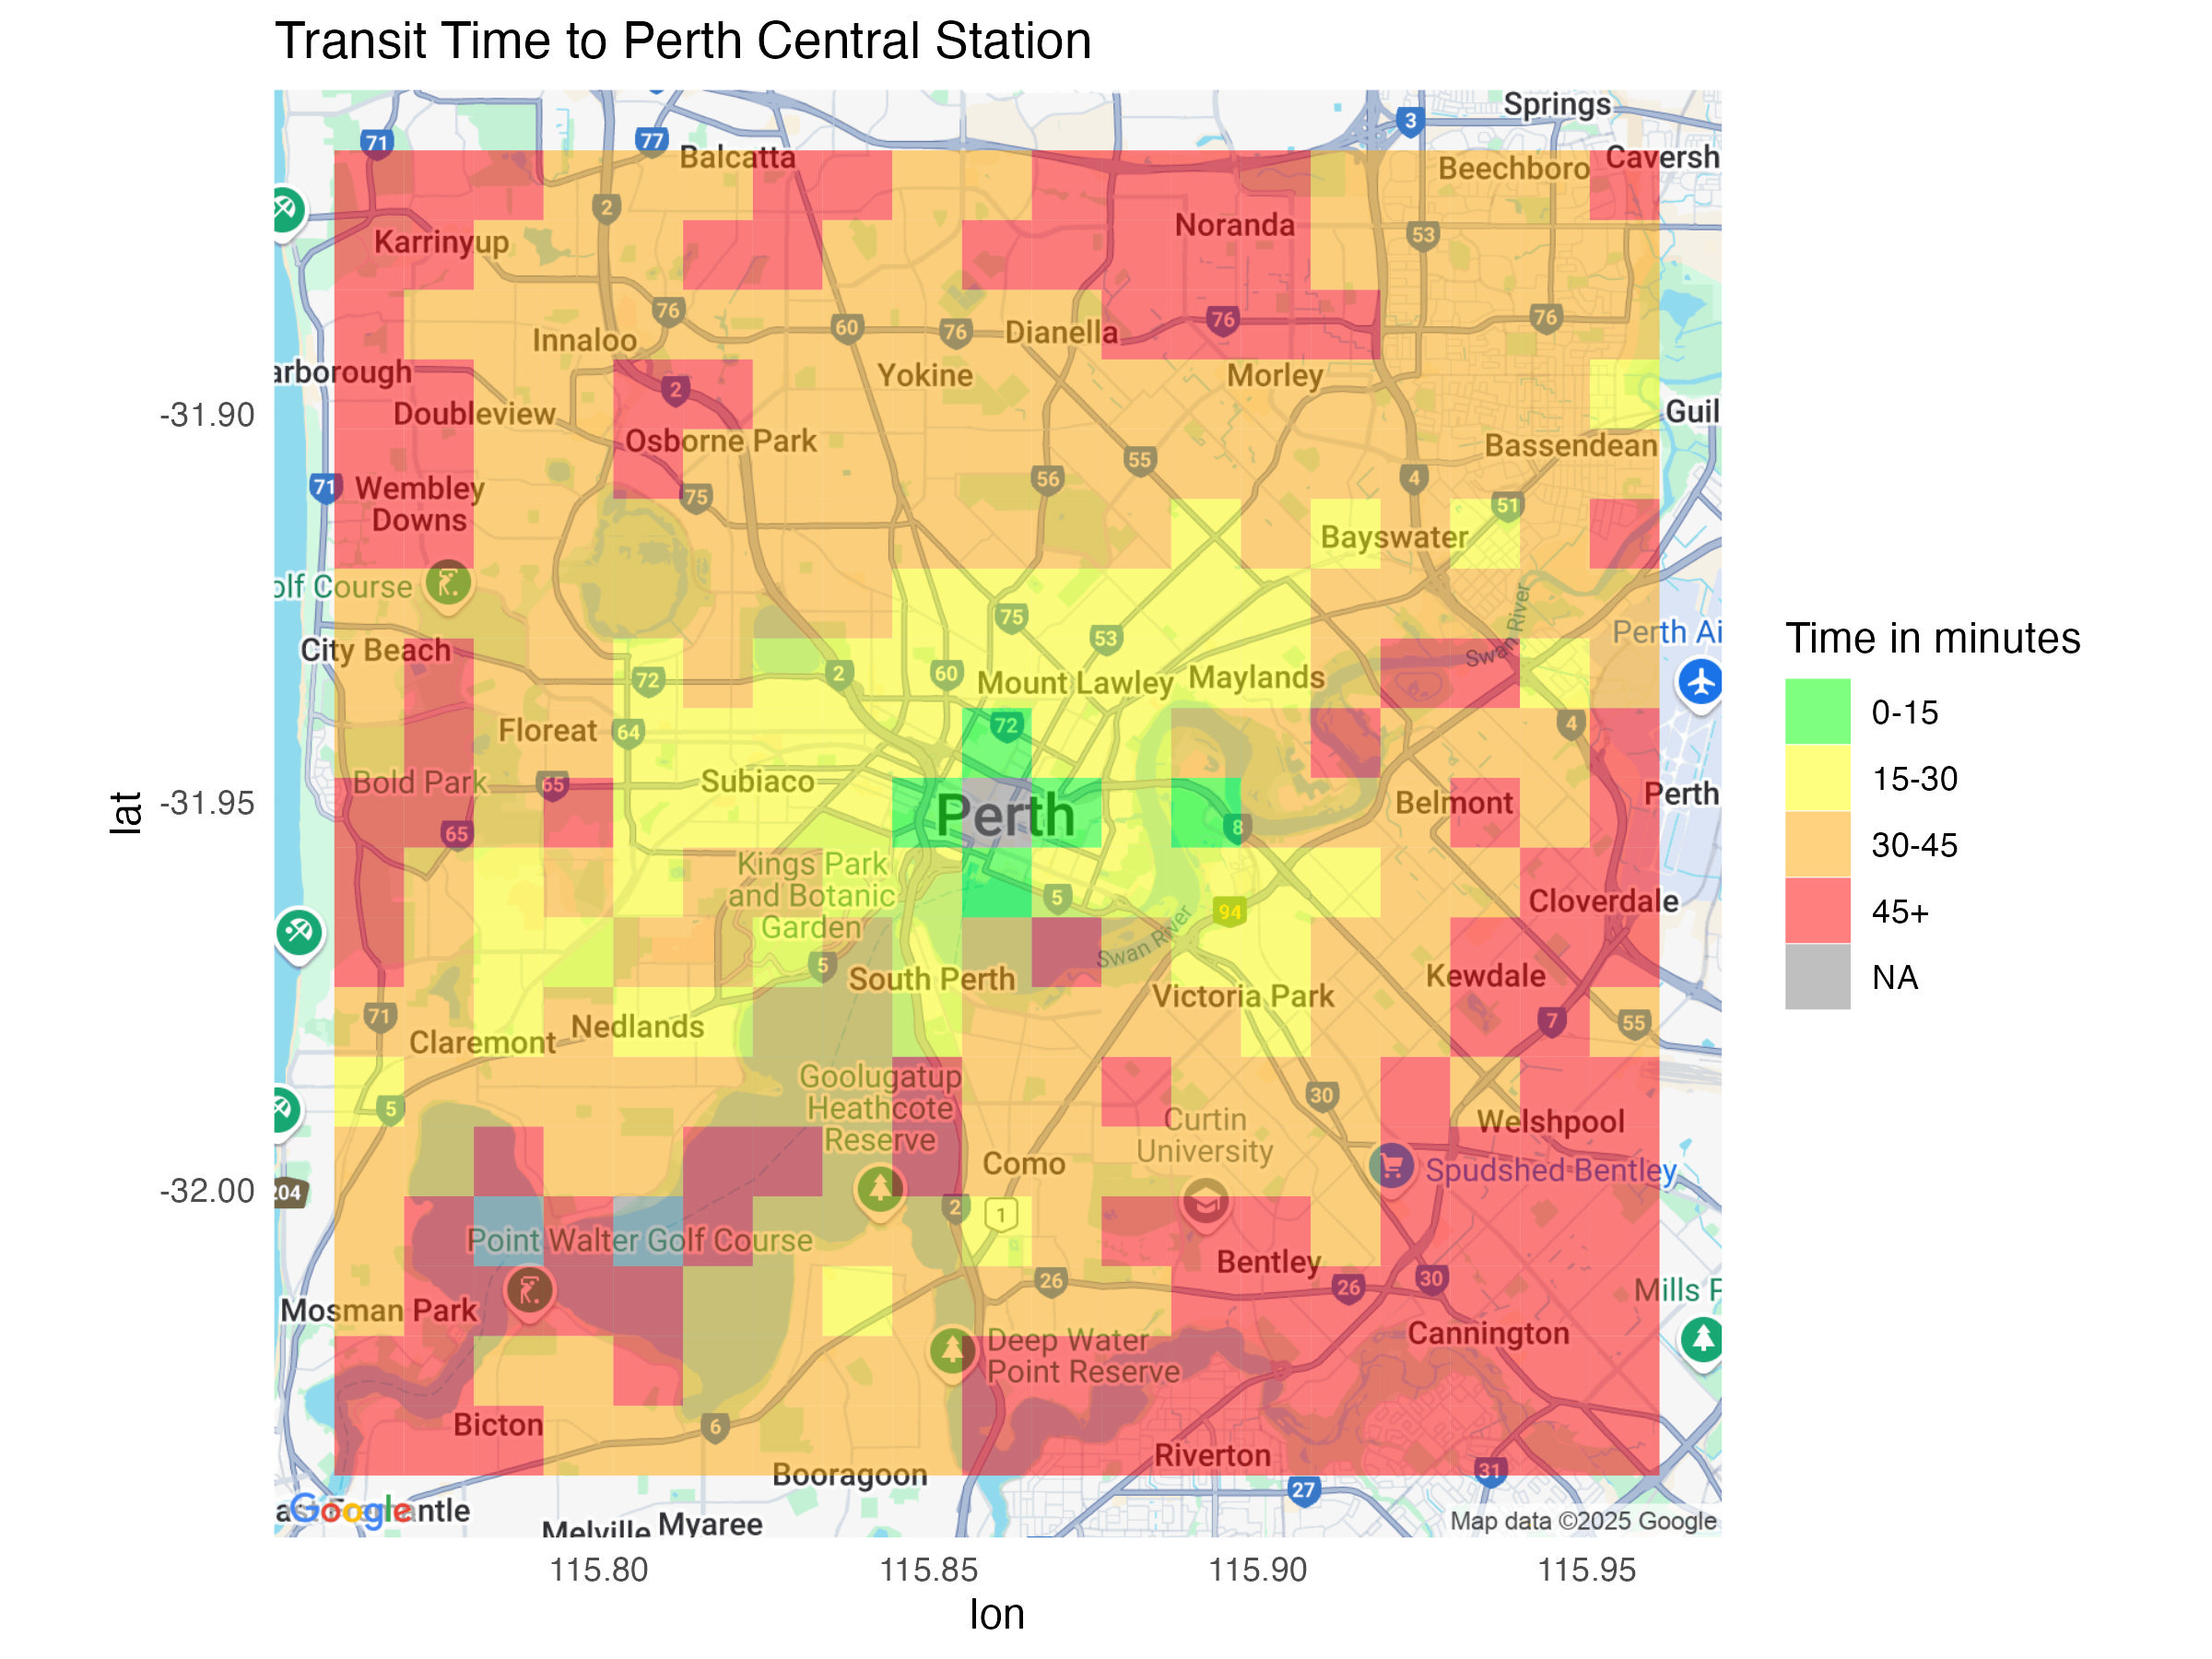 Transit Time to Perth Central Station
Springs
3
71
77
Balcatta
Caversh
Beechboro
2
Noranda
53
Karrinyup
76
60
76
Dianella
76
76
Innaloo
arborough
Yokine
Morley
2
-31.90
Doubleview
Guil
Osborne Park
Bassendean
55
56
4
71
Wembley
Downs
75
51
Bayswater
olf Course
75
53
Swan River
Perth Ai
City Beach
72
2
60
Mount Lawley
Maylands
Floreat
64
72
4
Bold Park
65
Subiaco
-31.95
Perth
Belmont
Perth
65
8
Kings Park
and Botanic
Garden
5
94
Cloverdale
Swan River
5
South Perth
Kewdale
Victoria Park
71
Claremont
Nedlands
7
55
Goolugatup
Heathcote
Reserve
5
30
Curtin
University
Welshpool
Como
Spudshed Bentley
-32.00
204
2
1
Point Walter Golf Course
Bentley
26
26
30
Mills P
Mosman Park
Cannington
Deep Water
Point Reserve
Bicton
6
Riverton
Booragoon
31
27
Google
Map data ©2025 Google
Melville
Myaree
115.80
115.85
115.90
115.95
lon
lat
Time in minutes
0-15
15-30
30-45
45+
NA